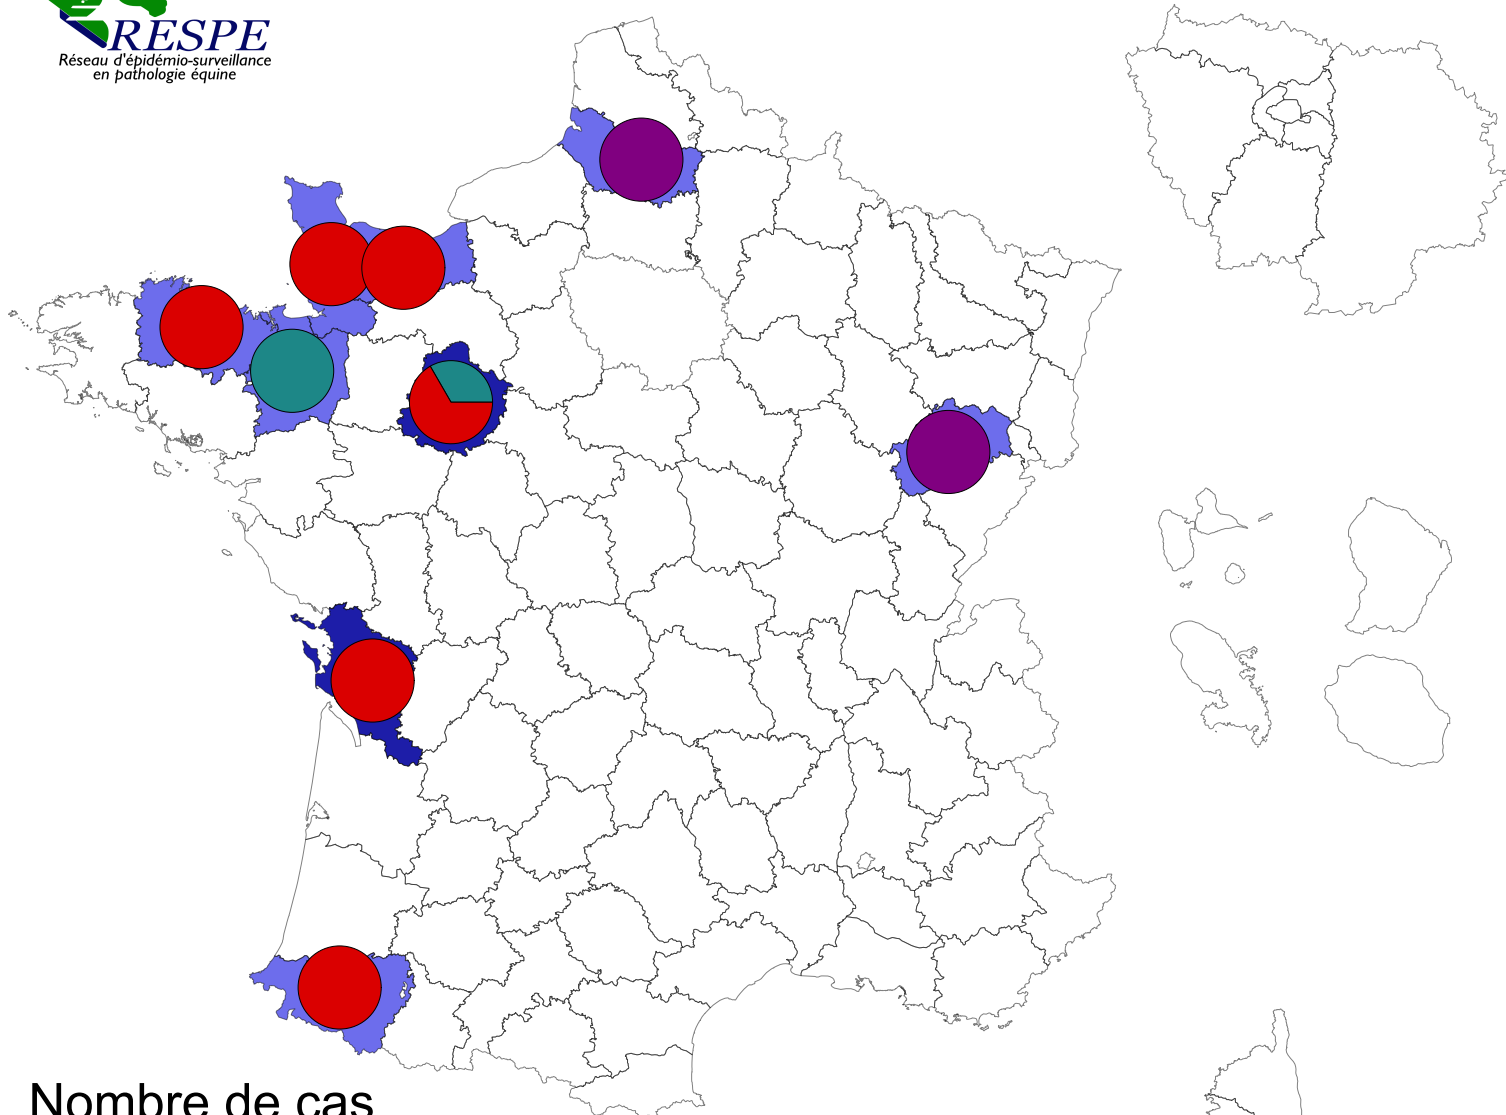 RESPE
Réseau d'épidémio-surveillance
en pathologie équine
Nombre de cas